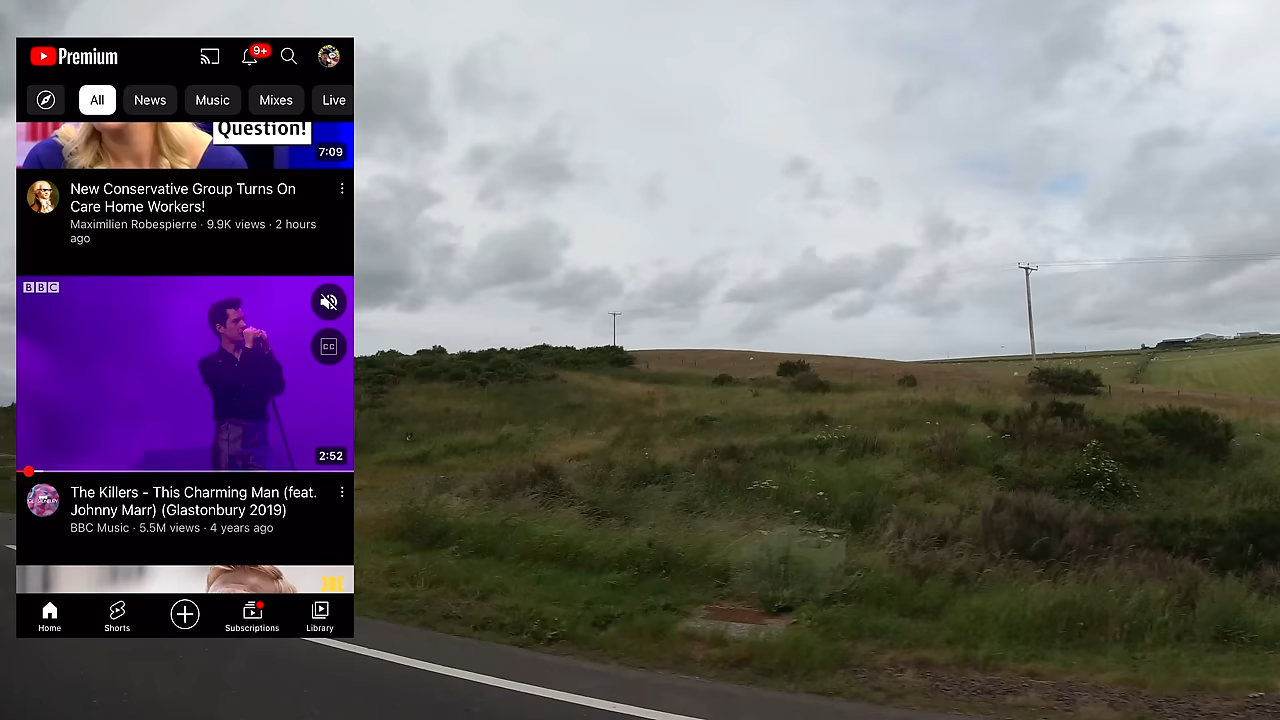 Premium
9+
All
News
Music
Mixes
Live
Question!
7:09
New Conservative Group Turns On
Care Home Workers!
Maximilien Robespierre · 9.9K views · 2 hours
ago
BBC
CC
2:52
The Killers - This Charming Man (feat.
Johnny Marr) (Glastonbury 2019)
BBC Music · 5.5M views · 4 years ago
JOE
Home
Shorts
Subscriptions
Library